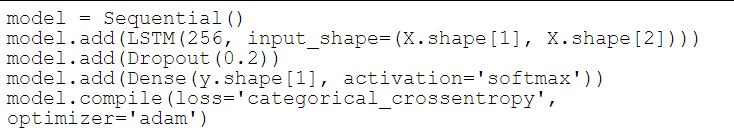 model = Sequential()
model.add(LSTM(256, input_shape=(X.shape[1], X.shape[2])))
model.add(Dropout(0.2))
model.add(Dense(y.shape[1], activation='softmax'))
model.compile(loss='categorical_crossentropy',
optimizer='adam')